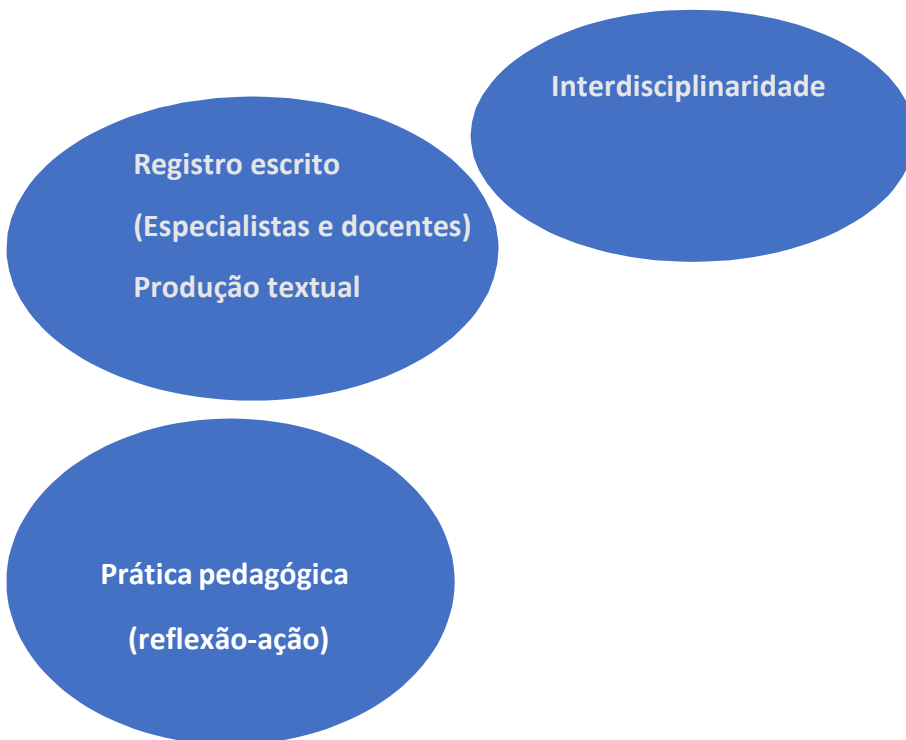 Interdisciplinaridade
Registro escrito
(Especialistas e docentes)
Produção textual
Prática pedagógica
(reflexão-ação)